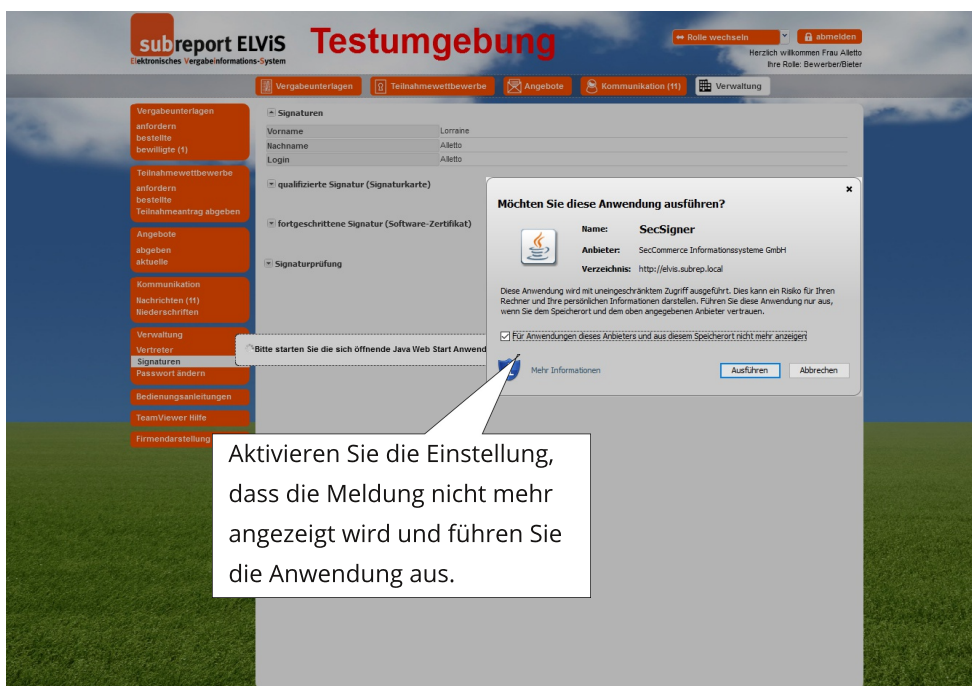 subreport ELViS
Elektronisches Vergabeinformations-System
Testumgebung
Rolle wechseln
abmelden
Herzlich willkommen Frau Alletto
Ihre Rolle: Bewerber/Bieter
Vergabeunterlagen
Teilnahmewettbewerbe
Angebote
Kommunikation (11)
Verwaltung
Vergabeunterlagen
anfordern
bestellte
bewilligte (1)
Teilnahmewettbewerbe
anfordern
bestellte
Teilnahmeantrag abgeben
Angebote
abgeben
aktuelle
Kommunikation
Nachrichten (11)
Niederschriften
Verwaltung
Vertreter
Signaturen
Passwort ändern
Bedienungsanleitungen
TeamViewer Hilfe
Firmendarstellung
Signaturen
Vorname Lorraine
Nachname Alletto
Login Alletto
qualifizierte Signatur (Signaturkarte)
fortgeschrittene Signatur (Software-Zertifikat)
Signaturprüfung
Bitte starten Sie die sich öffnende Java Web Start Anwend
Möchten Sie diese Anwendung ausführen?
Name: SecSigner
Anbieter: SecCommerce Informationssysteme GmbH
Verzeichnis: http://elvis.subrep.local
Diese Anwendung wird mit uneingeschränktem Zugriff ausgeführt. Dies kann ein Risiko für Ihren
Rechner und Ihre persönlichen Informationen darstellen. Führen Sie diese Anwendung nur aus,
wenn Sie dem Speicherort und dem oben angegebenen Anbieter vertrauen.
Für Anwendungen dieses Anbieters und aus diesem Speicherort nicht mehr anzeigen
Mehr Informationen
Ausführen
Abbrechen
Aktivieren Sie die Einstellung,
dass die Meldung nicht mehr
angezeigt wird und führen Sie
die Anwendung aus.